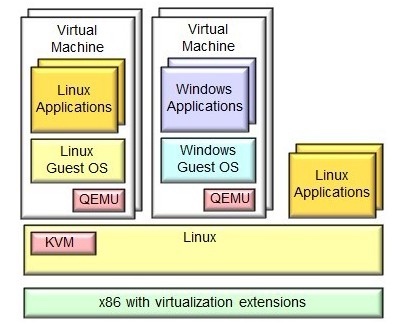 Virtual
Machine
Linux
Applications
Linux
Guest OS
QEMU
Virtual
Machine
Windows
Applications
Windows
Guest OS
QEMU
Linux
Applications
KVM
Linux
x86 with virtualization extensions